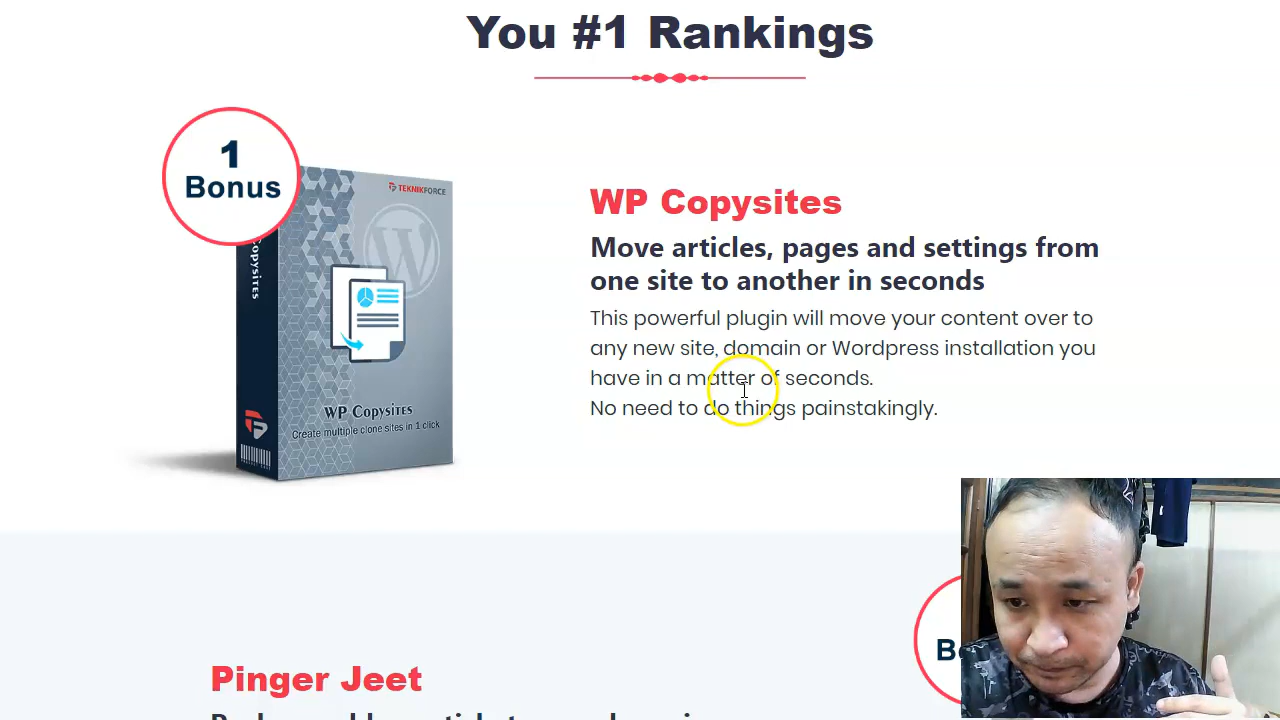 You #1 Rankings
1
Bonus
TEKNIKFORCE
Copysites
WP Copysites
Create multiple clone sites in 1 click
WP Copysites
Move articles, pages and settings from
one site to another in seconds
This powerful plugin will move your content over to
any new site, domain or Wordpress installation you
have in a matter of seconds.
No need to do things painstakingly.
Pinger Jeet